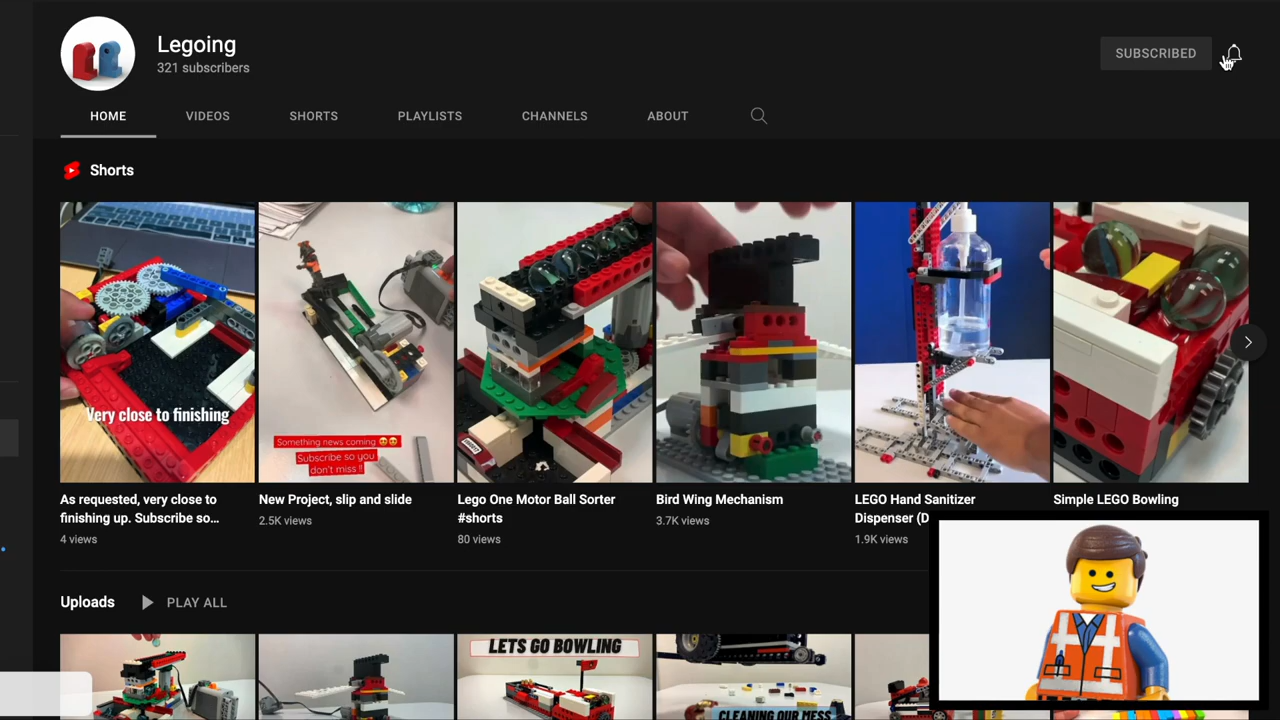 Legoing
321 subscribers
SUBSCRIBED
HOME
VIDEOS
SHORTS
PLAYLISTS
CHANNELS
ABOUT
Shorts
Very close to finishing
Something news coming 😍😍
Subscribe so you
don't miss !!
As requested, very close to
finishing up. Subscribe so...
4 views
New Project, slip and slide
2.5K views
Lego One Motor Ball Sorter
#shorts
80 views
Bird Wing Mechanism
3.7K views
LEGO Hand Sanitizer
Dispenser (D
1.9K views
Simple LEGO Bowling
Uploads
PLAY ALL
LETS GO BOWLING
CLEANING OUR MESS